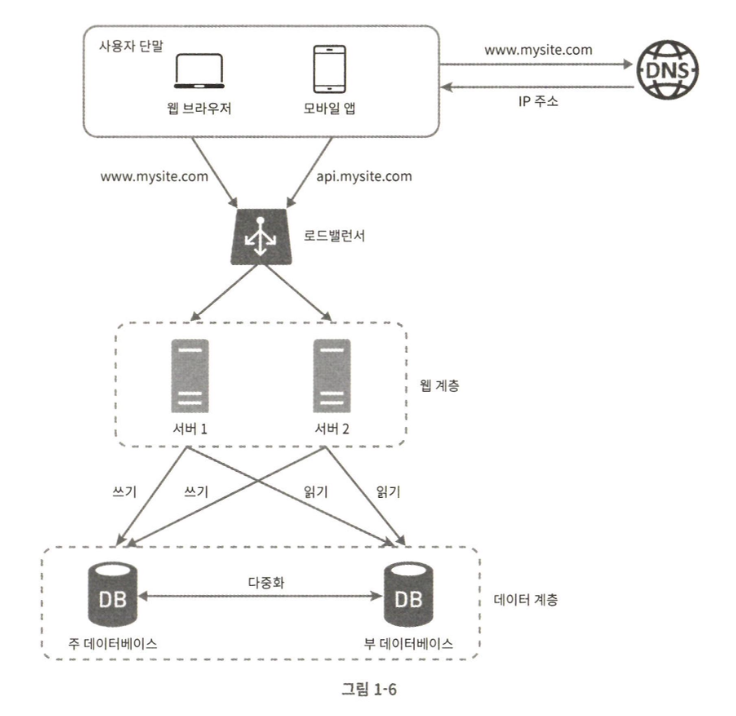 사용자 단말
웹 브라우저
모바일 앱
www.mysite.com
DNS
IP 주소
www.mysite.com
api.mysite.com
로드밸런서
서버 1
서버 2
웹 계층
쓰기
쓰기
읽기
읽기
DB
다중화
DB
데이터 계층
주 데이터베이스
부 데이터베이스
그림 1-6